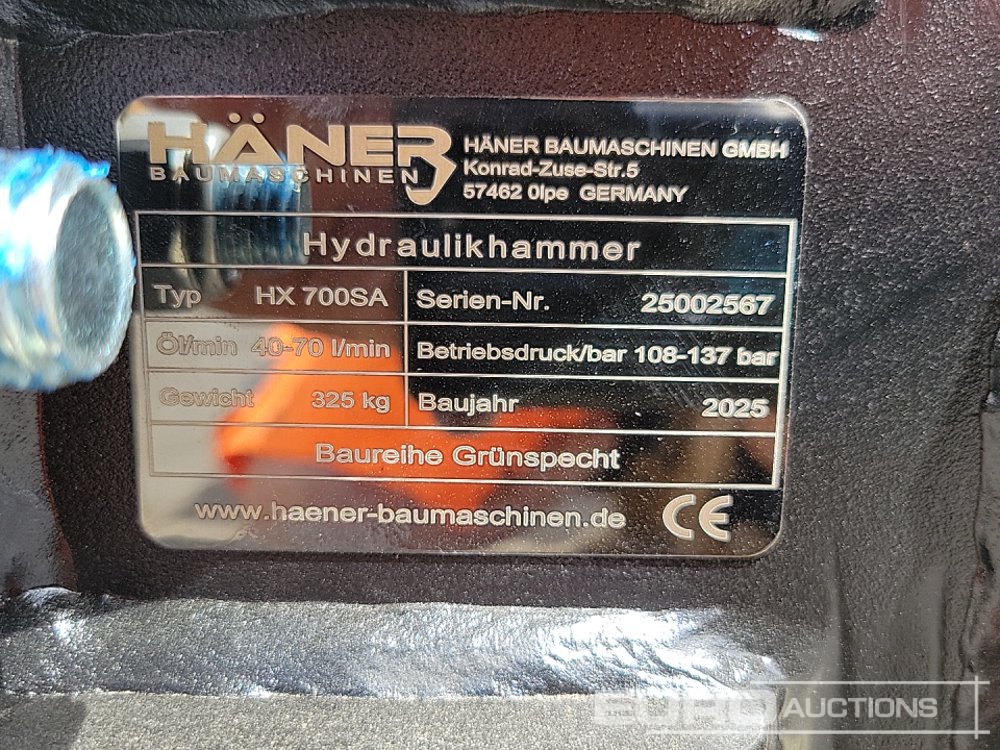 HÄNER
BAUMASCHINEN
HÄNER BAUMASCHINEN GMBH
Konrad-Zuse-Str.5
57462 Olpe GERMANY
Hydraulikhammer
Typ HX 700SA
Serien-Nr. 25002567
Öl/min 40-70 l/min
Betriebsdruck/bar 108-137 bar
Gewicht 325 kg
Baujahr 2025
Baureihe Grünspecht
www.haener-baumaschinen.de CE
EURO AUCTIONS